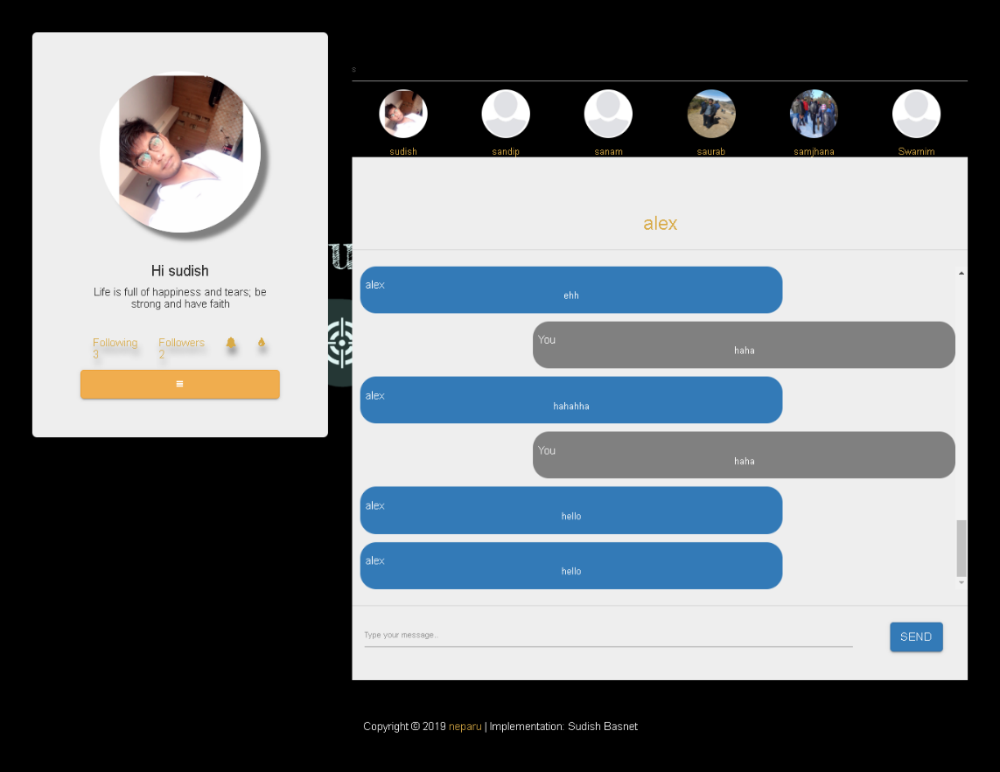 Hi sudish
Life is full of happiness and tears; be
strong and have faith
Following
3
Followers
2
s
sudish
sandip
sanam
saurab
samjhana
Swarnim
alex
alex
ehh
You
haha
alex
hahahha
You
haha
alex
hello
alex
hello
Type your message..
SEND
Copyright © 2019 neparu | Implementation: Sudish Basnet